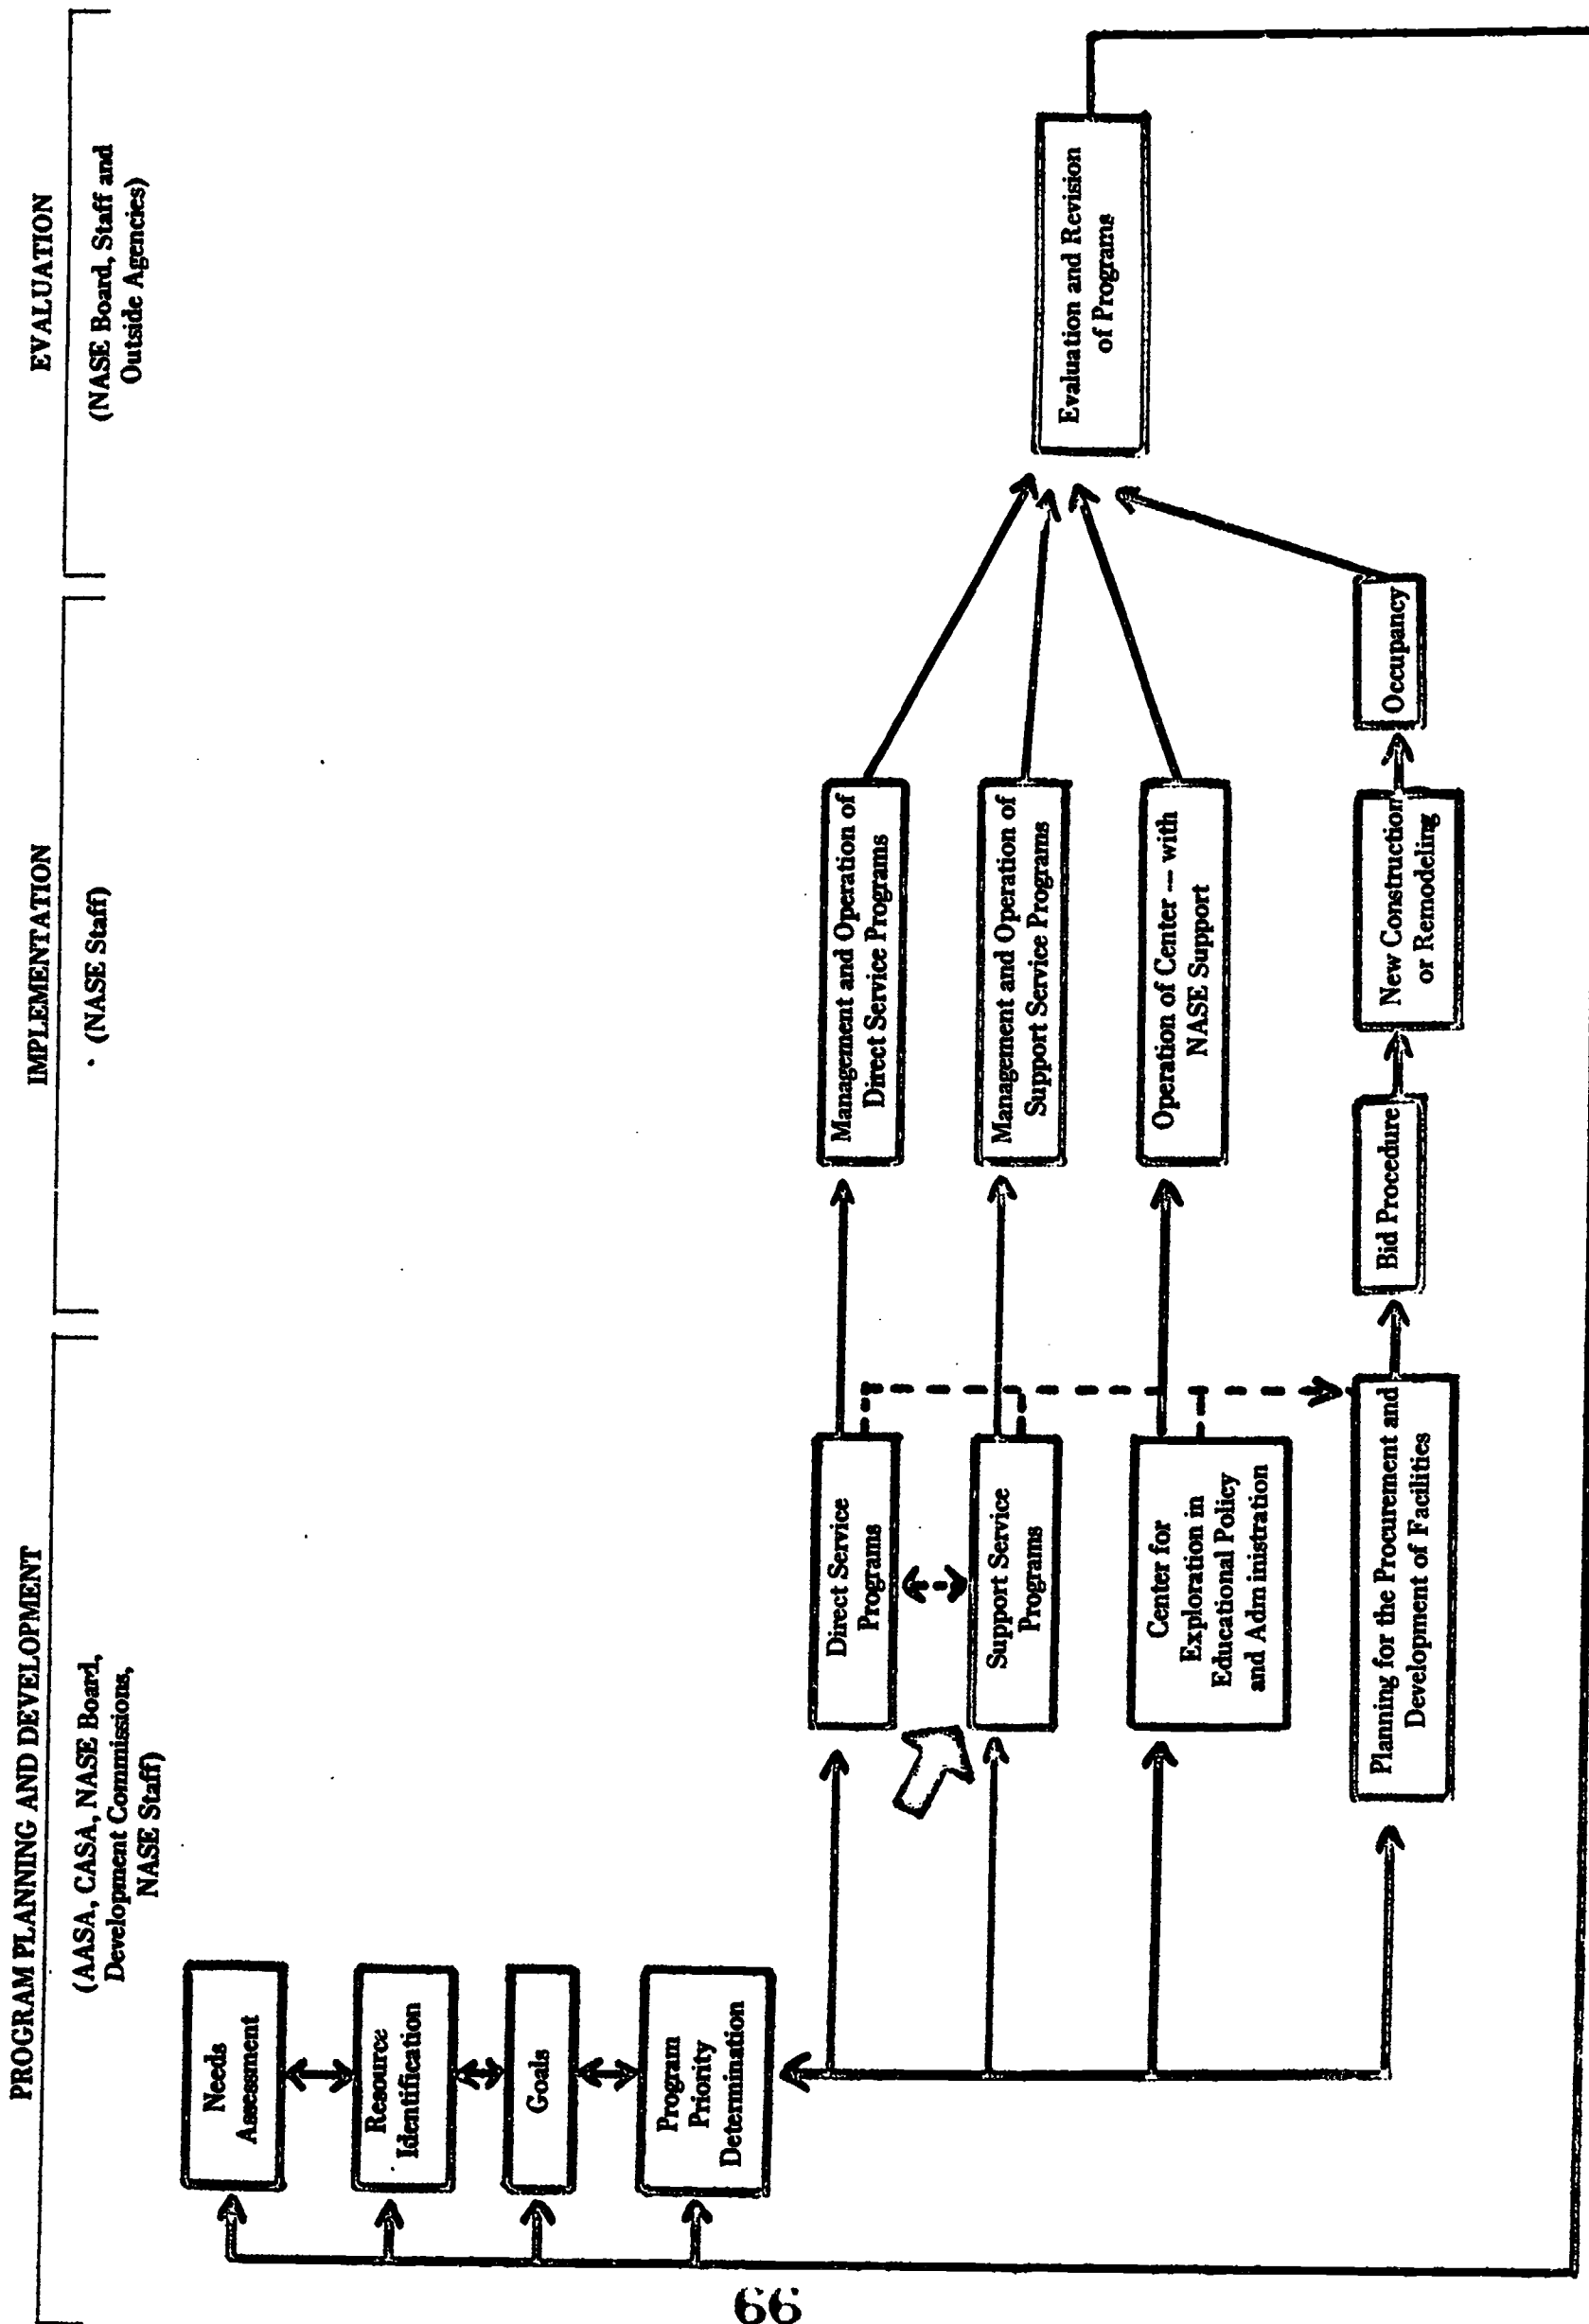 PROGRAM PLANNING AND DEVELOPMENT
(AASA, CASA, NASE Board,
Development Commissions,
NASE Staff)
IMPLEMENTATION
(NASE Staff)
EVALUATION
(NASE Board, Staff and
Outside Agencies)
Needs
Assessment
Resource
Identification
Goals
Program
Priority
Determination
Direct Service
Programs
Support Service
Programs
Center for
Exploration in
Educational Policy
and Administration
Planning for the Procurement and
Development of Facilities
Management and Operation of
Direct Service Programs
Management and Operation of
Support Service Programs
Operation of Center — with
NASE Support
Bid Procedure
New Construction
or Remodeling
Occupancy
Evaluation and Revision
of Programs
66